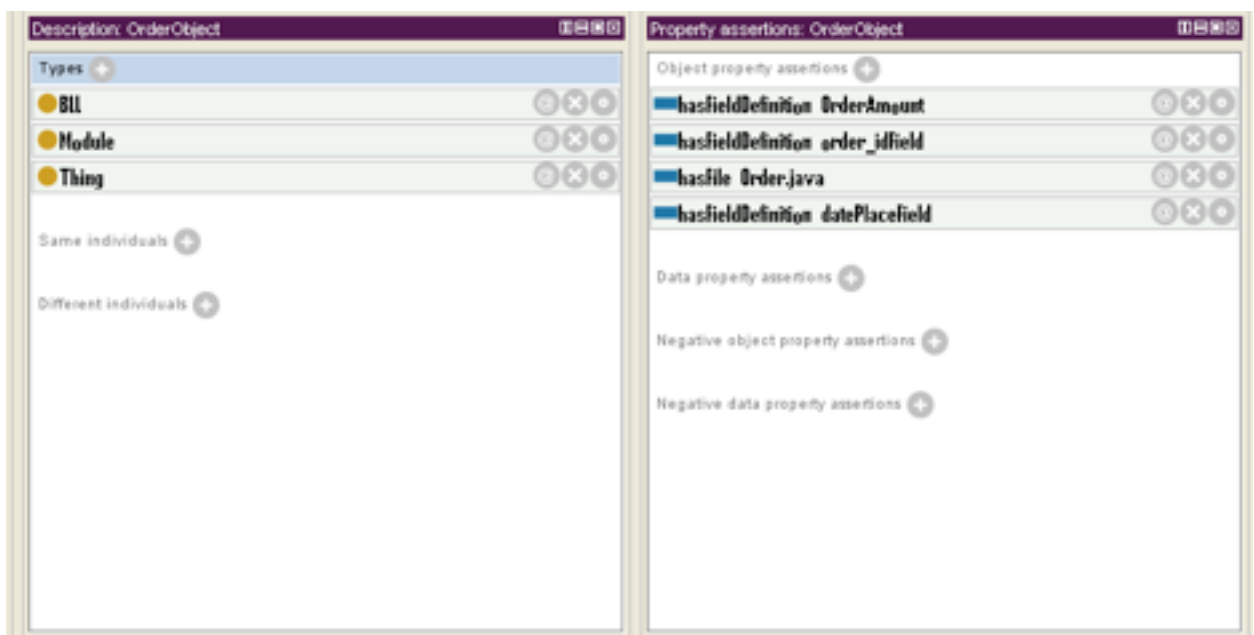 Description: OrderObject
Types
Bll
Module
Thing
Same individuals
Different individuals
Property assertions: OrderObject
Object property assertions
hasFieldDefinition OrderAmount
hasFieldDefinition order_idField
hasFile Order.java
hasFieldDefinition datePlaceField
Data property assertions
Negative object property assertions
Negative data property assertions